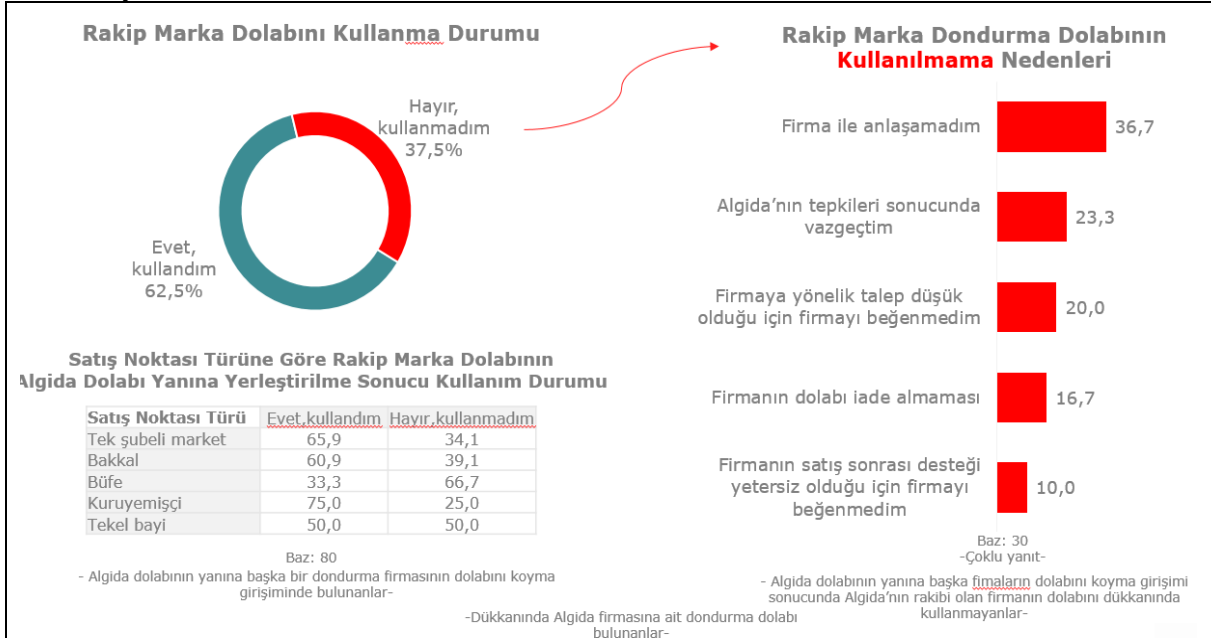 Rakip Marka Dolabını Kullanma Durumu
Hayır,
kullanmadım
37,5%
Evet,
kullandım
62,5%
Satış Noktası Türüne Göre Rakip Marka Dolabının
Algida Dolabı Yanına Yerleştirilme Sonucu Kullanım Durumu
Satış Noktası Türü Evet,kullandım Hayır,kullanmadım
Tek şubeli market 65,9 34,1
Bakkal 60,9 39,1
Büfe 33,3 66,7
Kuruyemişçi 75,0 25,0
Tekel bayi 50,0 50,0
Baz: 80
- Algida dolabının yanına başka bir dondurma firmasının dolabını koyma
girişiminde bulunanlar-
Rakip Marka Dondurma Dolabının
Kullanılmama Nedenleri
Firma ile anlaşamadım 36,7
Algida’nın tepkileri sonucunda
vazgeçtim 23,3
Firmaya yönelik talep düşük
olduğu için firmayı beğenmedim 20,0
Firmanın dolabı iade almaması 16,7
Firmanın satış sonrası desteği
yetersiz olduğu için firmayı
beğenmedim 10,0
Baz: 30
-Çoklu yanıt-
- Algida dolabının yanına başka fimaların dolabını koyma girişimi
sonucunda Algida’nın rakibi olan firmanın dolabını dükkanında
kullanmayanlar-
-Dükkanında Algida firmasına ait dondurma dolabı
bulunanlar-